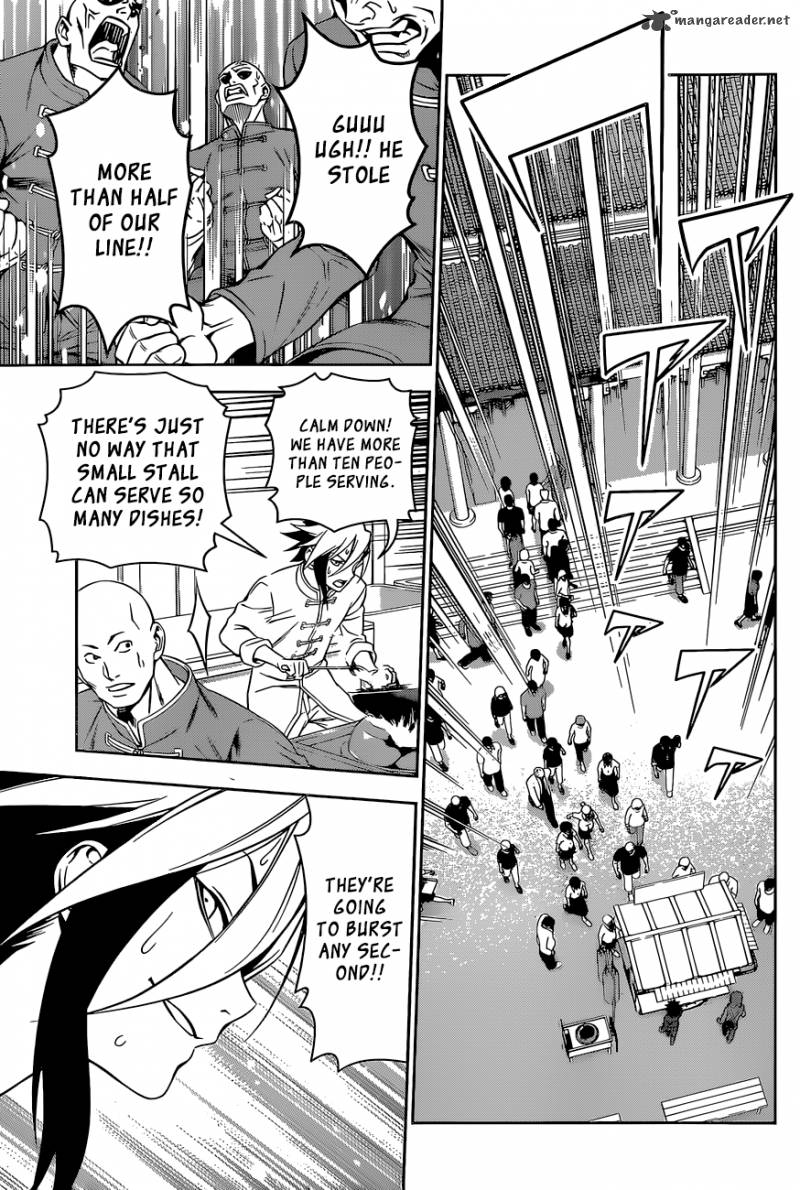 mangareader.net
GUUU
UGH!! HE
STOLE
MORE
THAN HALF
OF OUR
LINE!!
CALM DOWN!
WE HAVE MORE
THAN TEN PEO-
PLE SERVING.
THERE'S JUST
NO WAY THAT
SMALL STALL
CAN SERVE SO
MANY DISHES!
THEY'RE
GOING
TO BURST
ANY SEC-
OND!!